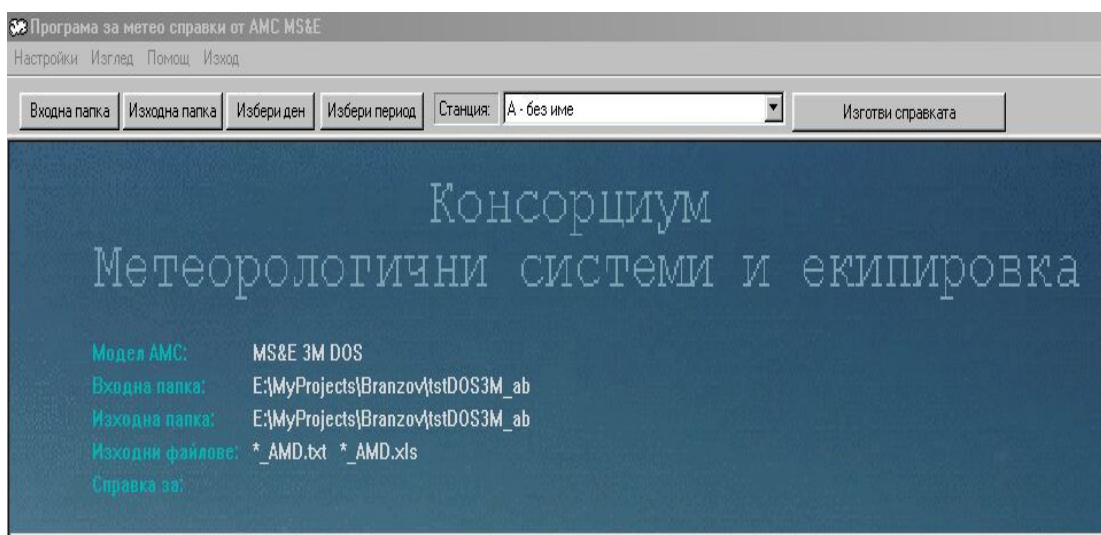 Програма за метео справки от АМС MS&E
Настройки Изглед Помощ Изход
Входна папка Изходна папка Избери ден Избери период Станция: А - без име Изготви справката
Консорциум
Метеорологични системи и екипировка
Модел АМС: MS&E 3M DOS
Входна папка: E:\MyProjects\Branzov\tstDOS3M_ab
Изходна папка: E:\MyProjects\Branzov\tstDOS3M_ab
Изходни файлове: *_AMD.txt *_AMD.xls
Справка за: